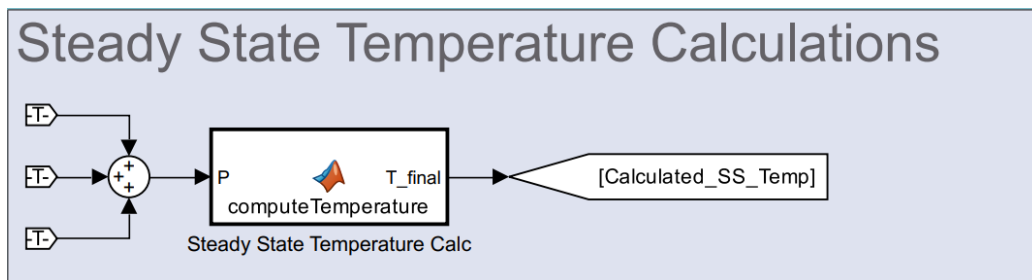 Steady State Temperature Calculations
-T-
-T-
-T-
+
+
+
P
T_final
computeTemperature
Steady State Temperature Calc
[Calculated_SS_Temp]